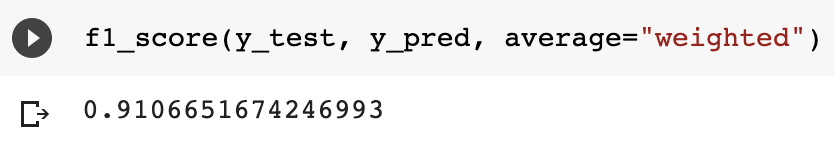 f1_score(y_test, y_pred, average="weighted")
0.9106651674246993